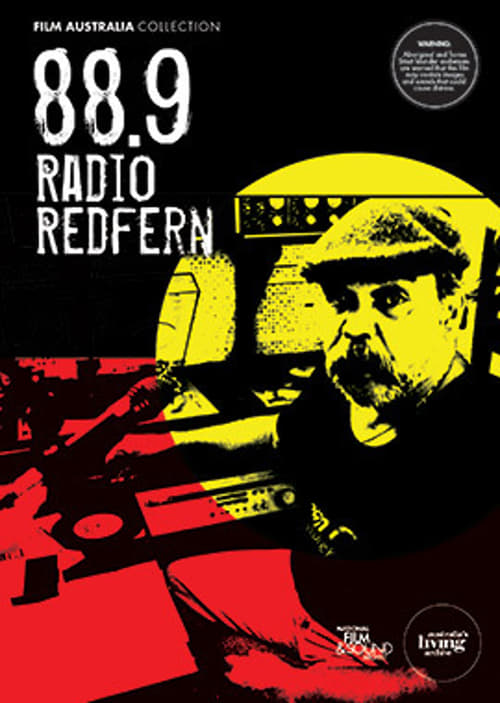 FILM AUSTRALIA COLLECTION
WARNING:
Aboriginal and Torres
Strait Islander audiences
are warned that this film
may contain images
and sounds that could
cause distress.
88.9
RADIO
REDFERN
NATIONAL
FILM
&SOUND
australia's
living
archive